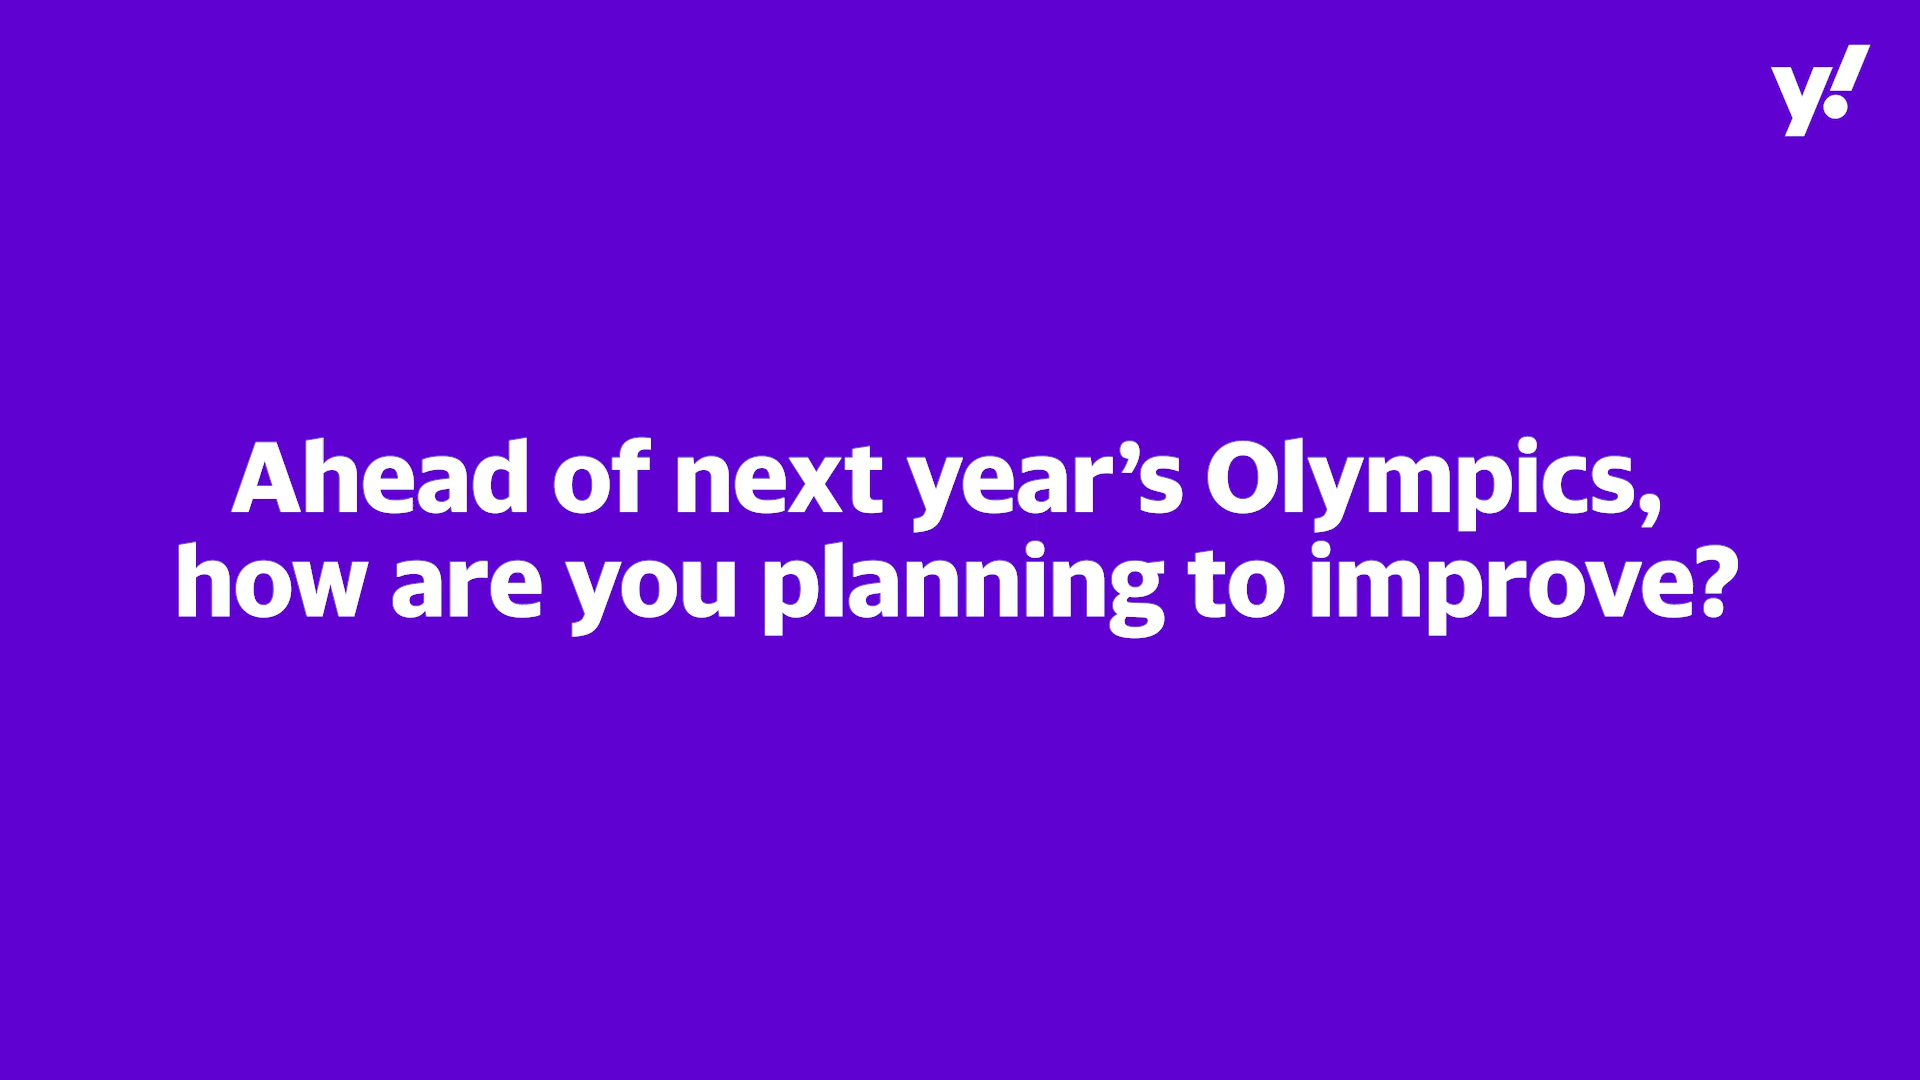 y!
Ahead of next year’s Olympics,
how are you planning to improve?